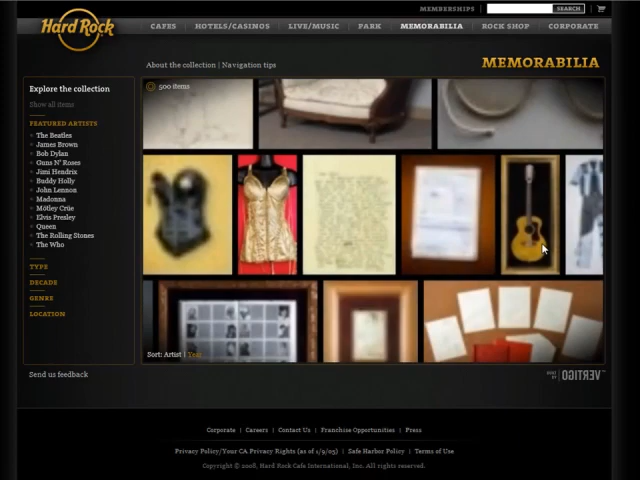 MEMBERSHIPS | SEARCH
Hard Rock
CAFES | HOTELS/CASINOS | LIVE/MUSIC | PARK | MEMORABILIA | ROCK SHOP | CORPORATE
About the collection | Navigation tips
MEMORABILIA
Explore the collection
Show all items
FEATURED ARTISTS
The Beatles
James Brown
Bob Dylan
Guns N' Roses
Jimi Hendrix
Buddy Holly
John Lennon
Madonna
Mötley Crüe
Elvis Presley
Queen
The Rolling Stones
The Who
TYPE
DECADE
GENRE
LOCATION
500 items
Sort: Artist | Year
Send us feedback
VERTIGO
Corporate | Careers | Contact Us | Franchise Opportunities | Press
Privacy Policy/Your CA Privacy Rights (as of 1/9/05) | Safe Harbor Policy | Terms of Use
Copyright © 2008, Hard Rock Cafe International, Inc. All rights reserved.